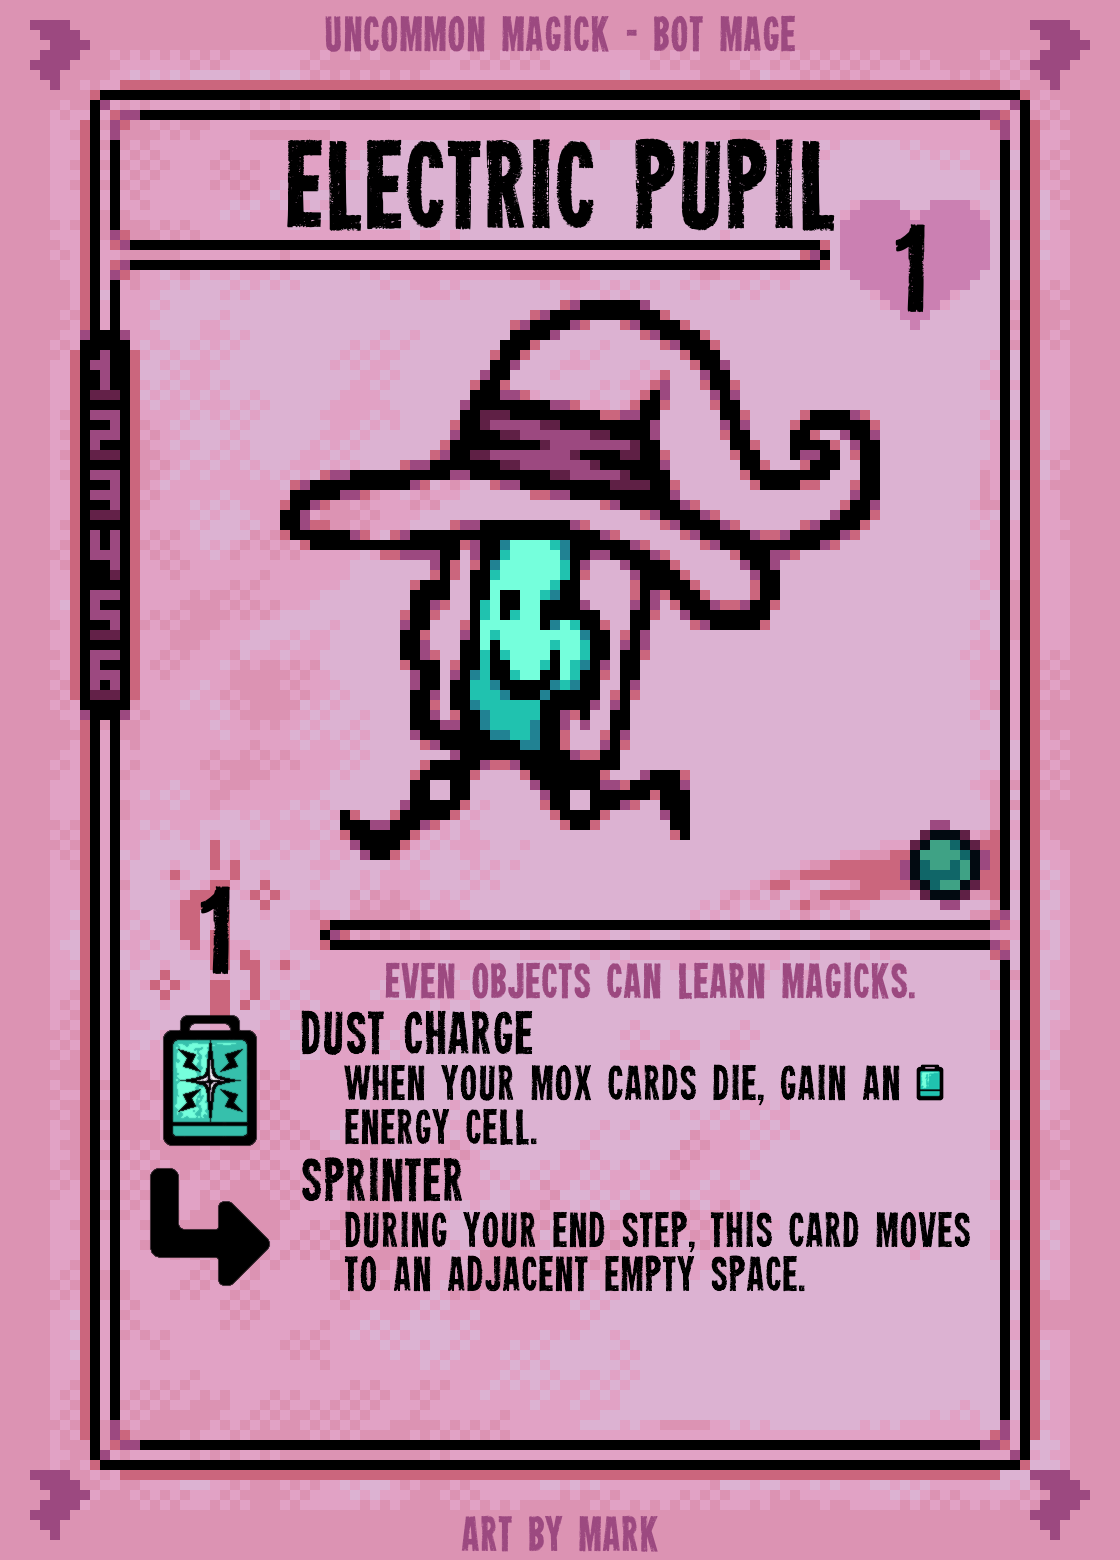 UNCOMMON MAGICK - BOT MAGE
ELECTRIC PUPIL
1
1
2
3
4
5
6
1
EVEN OBJECTS CAN LEARN MAGICKS.
DUST CHARGE
WHEN YOUR MOX CARDS DIE, GAIN AN
ENERGY CELL.
SPRINTER
DURING YOUR END STEP, THIS CARD MOVES
TO AN ADJACENT EMPTY SPACE.
ART BY MARK